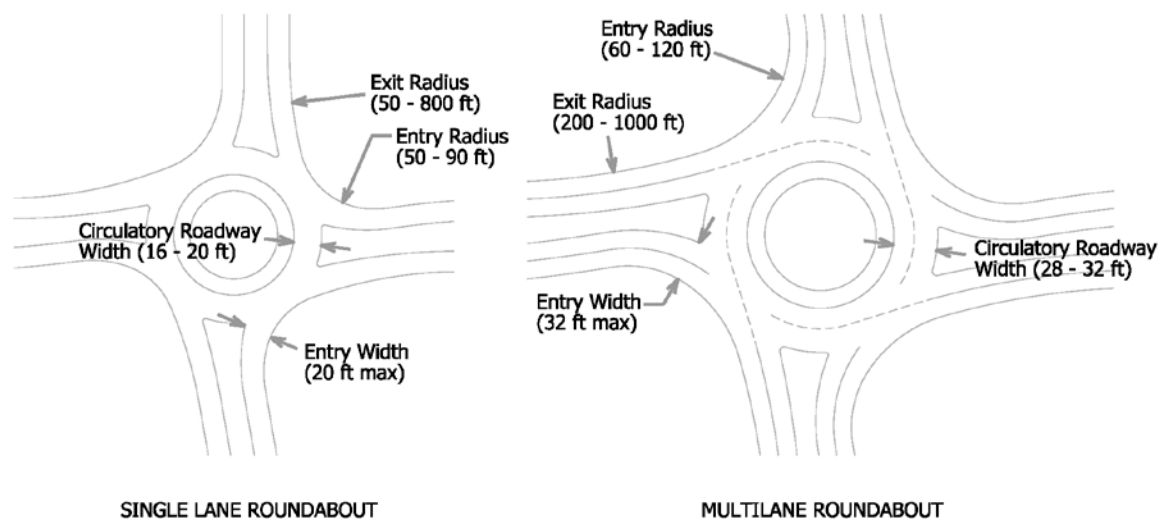 Exit Radius
(50 - 800 ft)
Entry Radius
(50 - 90 ft)
Circulatory Roadway
Width (16 - 20 ft)
Entry Width
(20 ft max)
SINGLE LANE ROUNDABOUT
Entry Radius
(60 - 120 ft)
Exit Radius
(200 - 1000 ft)
Circulatory Roadway
Width (28 - 32 ft)
Entry Width
(32 ft max)
MULTILANE ROUNDABOUT